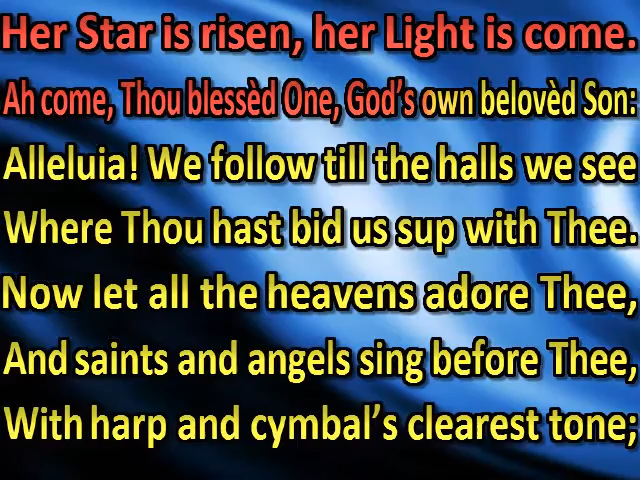 Her Star is risen, her Light is come.
Ah come, Thou blessèd One, God's own belovèd Son:
Alleluia! We follow till the halls we see
Where Thou hast bid us sup with Thee.
Now let all the heavens adore Thee,
And saints and angels sing before Thee,
With harp and cymbal's clearest tone;